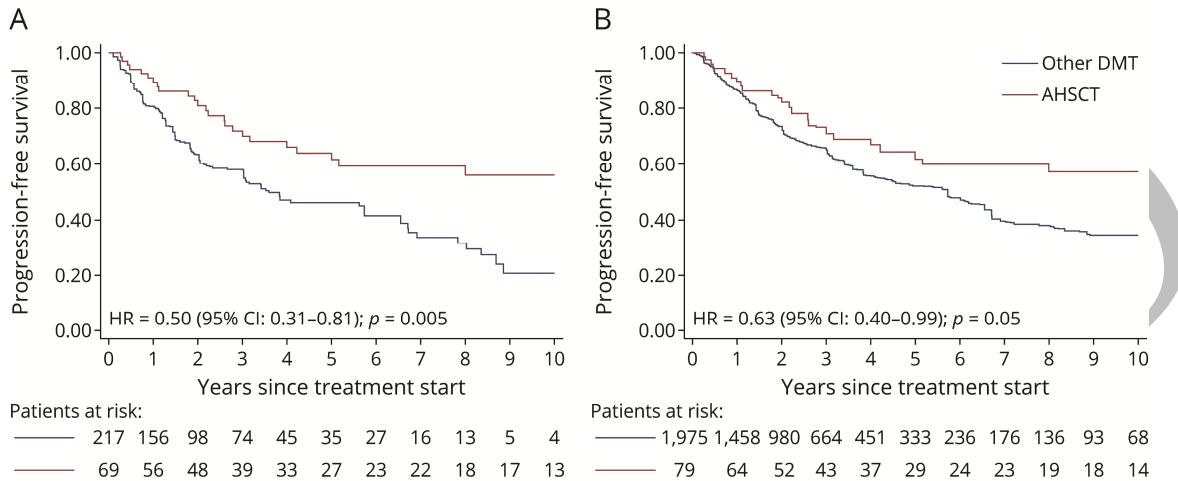 A
Progression-free survival
1.00
0.80
0.60
0.40
0.20
0.00
HR = 0.50 (95% CI: 0.31–0.81); p = 0.005
0 1 2 3 4 5 6 7 8 9 10
Years since treatment start
Patients at risk:
217 156 98 74 45 35 27 16 13 5 4
69 56 48 39 33 27 23 22 18 17 13
B
Progression-free survival
1.00
0.80
0.60
0.40
0.20
0.00
Other DMT
AHSCT
HR = 0.63 (95% CI: 0.40–0.99); p = 0.05
0 1 2 3 4 5 6 7 8 9 10
Years since treatment start
Patients at risk:
1,975 1,458 980 664 451 333 236 176 136 93 68
79 64 52 43 37 29 24 23 19 18 14